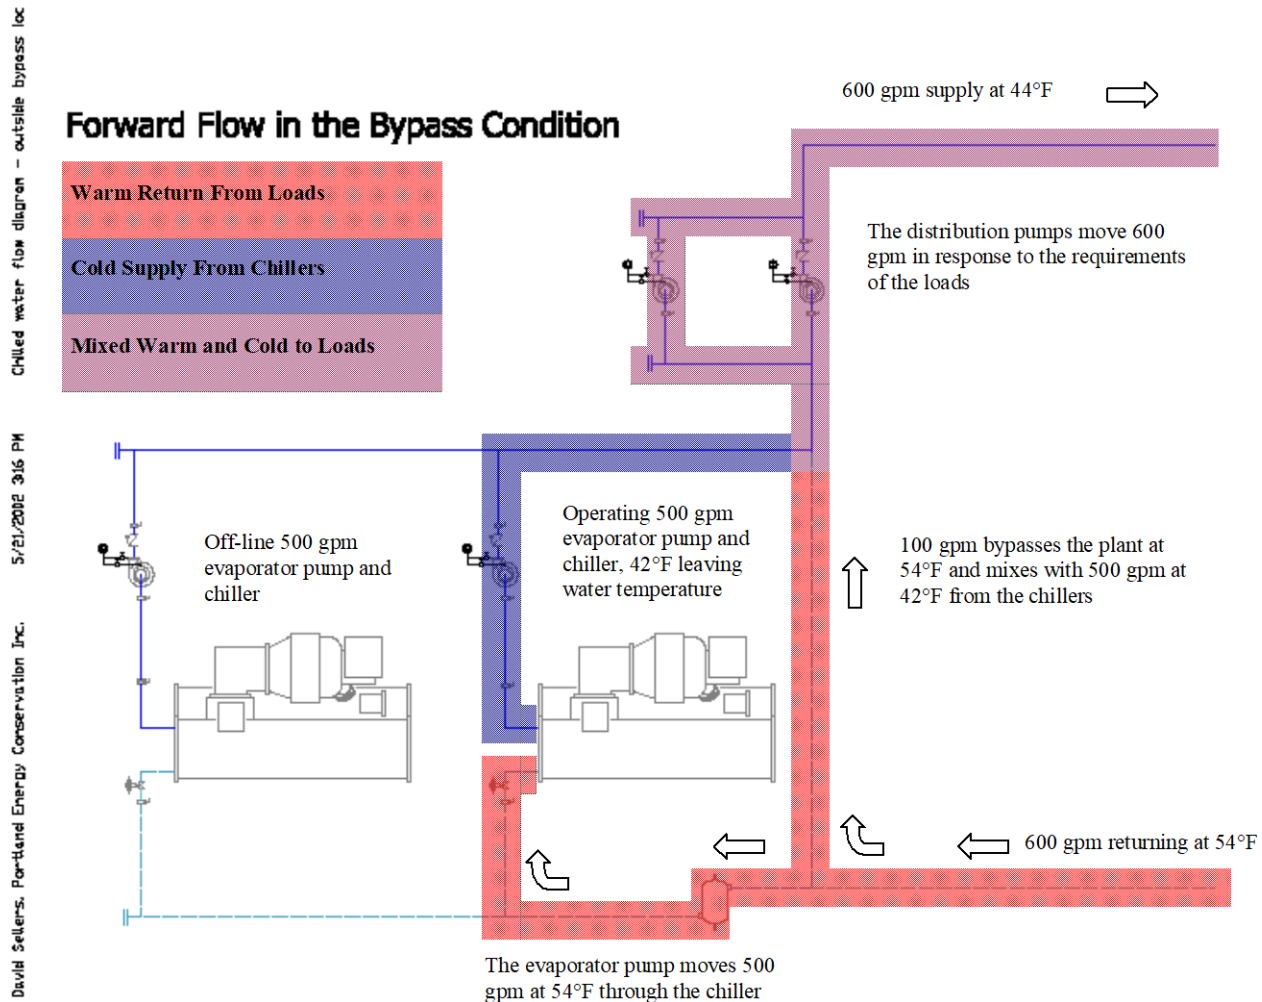 600 gpm supply at 44°F
Forward Flow in the Bypass Condition
Warm Return From Loads
Cold Supply From Chillers
Mixed Warm and Cold to Loads
The distribution pumps move 600
gpm in response to the requirements
of the loads
Off-line 500 gpm
evaporator pump and
chiller
Operating 500 gpm
evaporator pump and
chiller, 42°F leaving
water temperature
100 gpm bypasses the plant at
54°F and mixes with 500 gpm at
42°F from the chillers
600 gpm returning at 54°F
The evaporator pump moves 500
gpm at 54°F through the chiller
David Sellers, Portland Energy Conservation Inc. 5/21/2002 3:16 PM Chilled water flow diagram - outside bypass loc